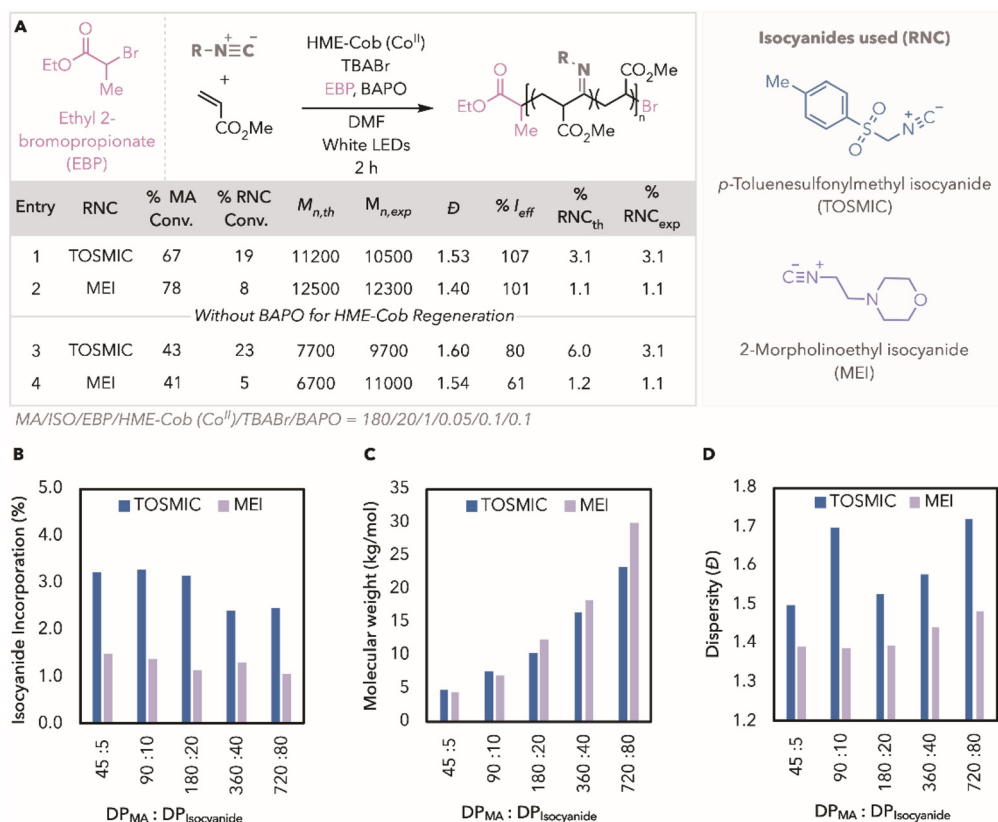 A
EtO
O
Br
Me
Ethyl 2-
bromopropionate
(EBP)
R–N≡C
+
−
+
CO₂Me
HME-Cob (Coᴵᴵ)
TBABr
EBP, BAPO
DMF
White LEDs
2 h
EtO
O
Me
R
N
CO₂Me
CO₂Me
Br
n
Isocyanides used (RNC)
Me
O
S
O
N≡C
+
−
p-Toluenesulfonylmethyl isocyanide
(TOSMIC)
C≡N
−
+
N
O
2-Morpholinoethyl isocyanide
(MEI)
Entry RNC % MA Conv. % RNC Conv. Mn,th Mn,exp Đ % Ieff % RNCth % RNCexp
1 TOSMIC 67 19 11200 10500 1.53 107 3.1 3.1
2 MEI 78 8 12500 12300 1.40 101 1.1 1.1
Without BAPO for HME-Cob Regeneration
3 TOSMIC 43 23 7700 9700 1.60 80 6.0 3.1
4 MEI 41 5 6700 11000 1.54 61 1.2 1.1
MA/ISO/EBP/HME-Cob (Coᴵᴵ)/TBABr/BAPO = 180/20/1/0.05/0.1/0.1
B
Isocyanide Incorporation (%)
5.0
4.0
3.0
2.0
1.0
0.0
TOSMIC MEI
45 :5
90 :10
180 :20
360 :40
720 :80
DPMA : DPIsocyanide
C
Molecular weight (kg/mol)
35
30
25
20
15
10
5
0
TOSMIC MEI
45 :5
90 :10
180 :20
360 :40
720 :80
DPMA : DPIsocyanide
D
Dispersity (Đ)
1.8
1.7
1.6
1.5
1.4
1.3
1.2
TOSMIC MEI
45 :5
90 :10
180 :20
360 :40
720 :80
DPMA : DPIsocyanide